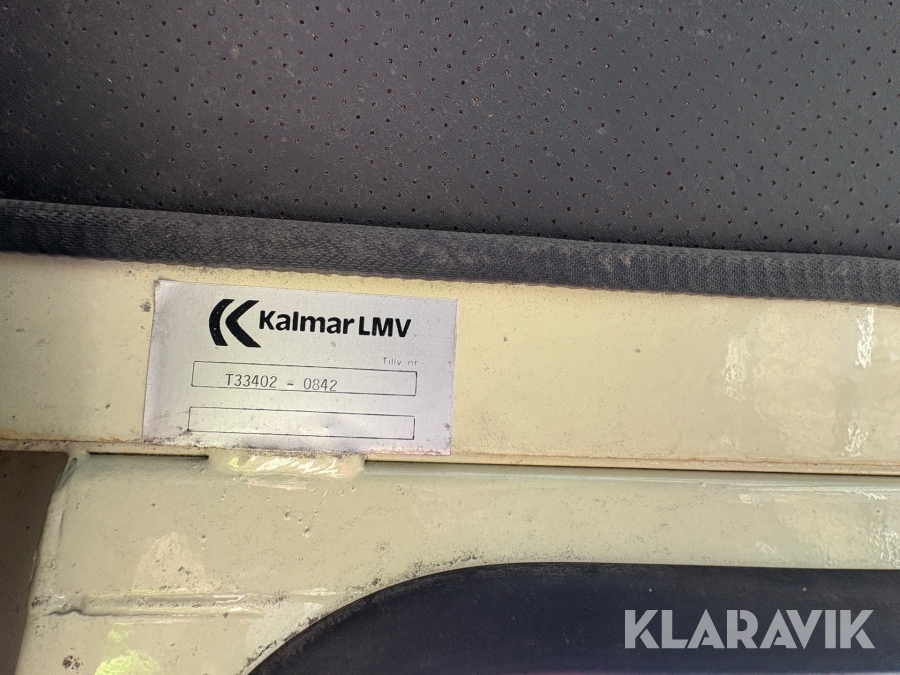 Kalmar LMV
Tillv. nr
T33402 - 0842
KLARAVIK